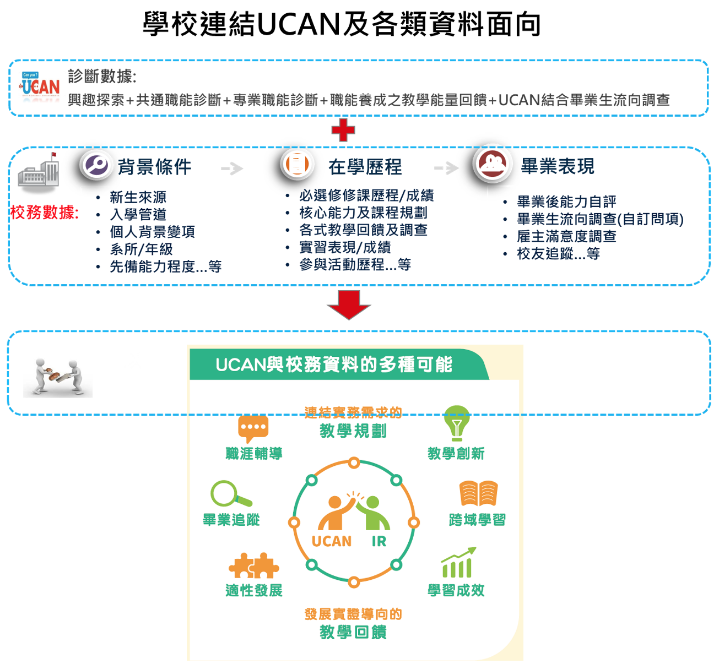 學校連結UCAN及各類資料面向
UCAN
診斷數據:
興趣探索+共通職能診斷+專業職能診斷+職能養成之教學能量回饋+UCAN結合畢業生流向調查
校務數據:
背景條件
• 新生來源
• 入學管道
• 個人背景變項
• 系所/年級
• 先備能力程度...等
在學歷程
• 必選修修課歷程/成績
• 核心能力及課程規劃
• 各式教學回饋及調查
• 實習表現/成績
• 參與活動歷程...等
畢業表現
• 畢業後能力自評
• 畢業生流向調查(自訂問項)
• 雇主滿意度調查
• 校友追蹤...等
UCAN與校務資料的多種可能
連結實務需求的
教學規劃
職涯輔導
教學創新
畢業追蹤
跨域學習
UCAN
IR
適性發展
學習成效
發展實證導向的
教學回饋